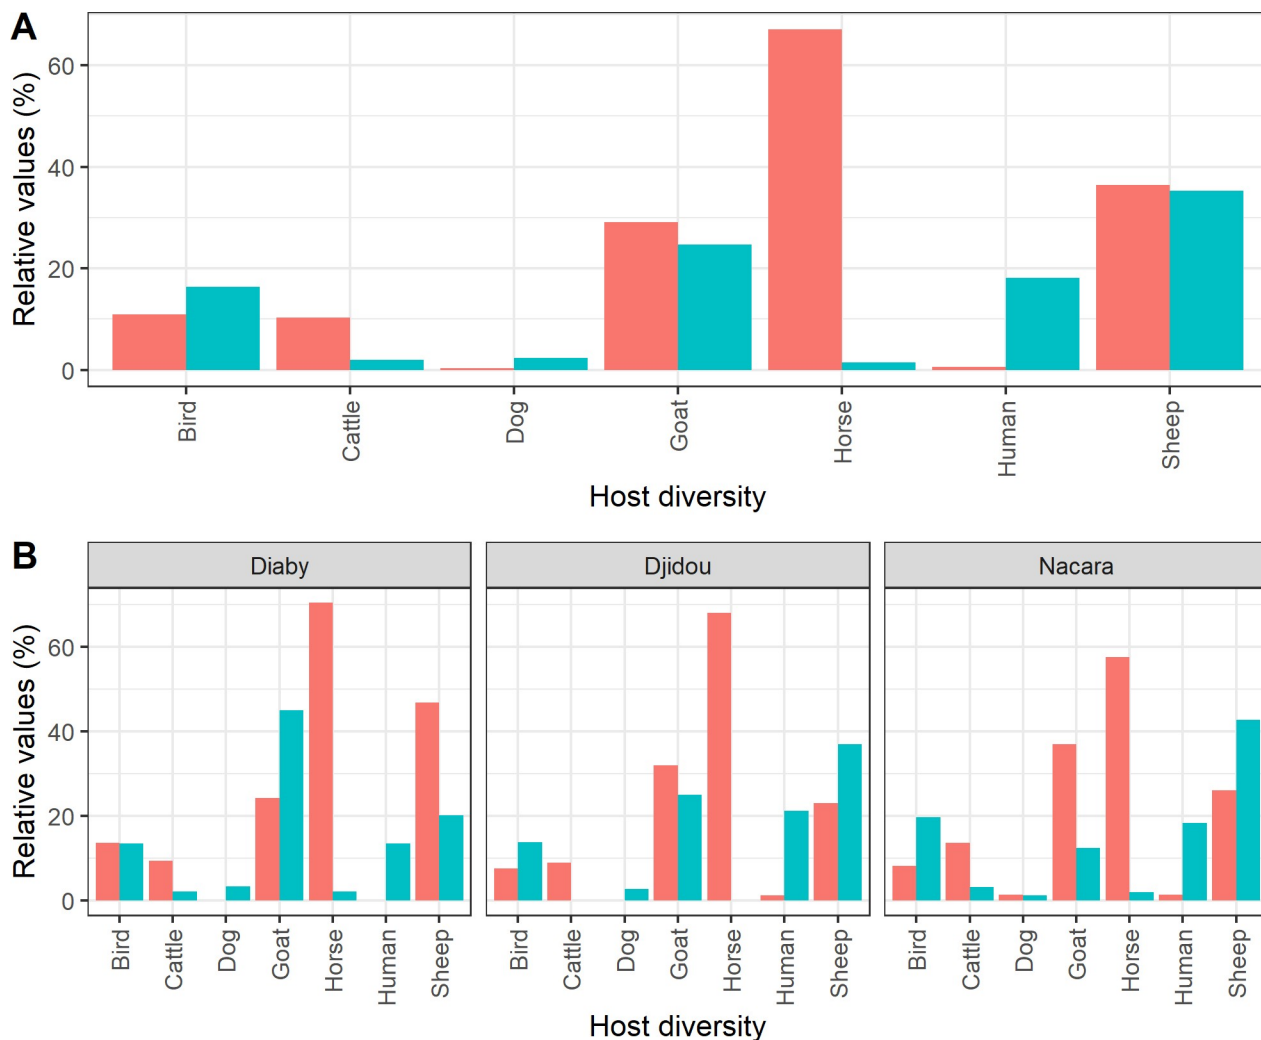 A
Relative values (%)
60
40
20
0
Bird
Cattle
Dog
Goat
Horse
Human
Sheep
Host diversity
B
Diaby
Djidou
Nacara
Relative values (%)
60
40
20
0
Bird
Cattle
Dog
Goat
Horse
Human
Sheep
Bird
Cattle
Dog
Goat
Horse
Human
Sheep
Bird
Cattle
Dog
Goat
Horse
Human
Sheep
Host diversity